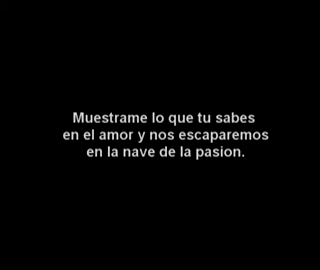 Muestrame lo que tu sabes
en el amor y nos escaparemos
en la nave de la pasion.